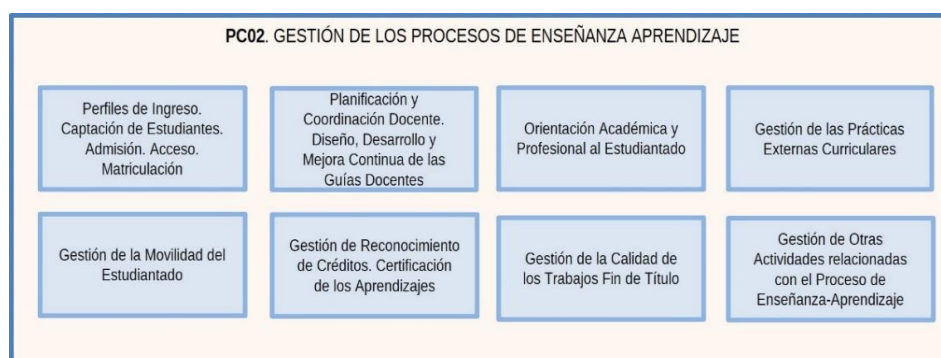 PC02. GESTIÓN DE LOS PROCESOS DE ENSEÑANZA APRENDIZAJE
Perfiles de Ingreso.
Captación de Estudiantes.
Admisión. Acceso.
Matriculación
Planificación y
Coordinación Docente.
Diseño, Desarrollo y
Mejora Continua de las
Guías Docentes
Orientación Académica y
Profesional al Estudiantado
Gestión de las Prácticas
Externas Curriculares
Gestión de la Movilidad del
Estudiantado
Gestión de Reconocimiento
de Créditos. Certificación
de los Aprendizajes
Gestión de la Calidad de
los Trabajos Fin de Título
Gestión de Otras
Actividades relacionadas
con el Proceso de
Enseñanza-Aprendizaje